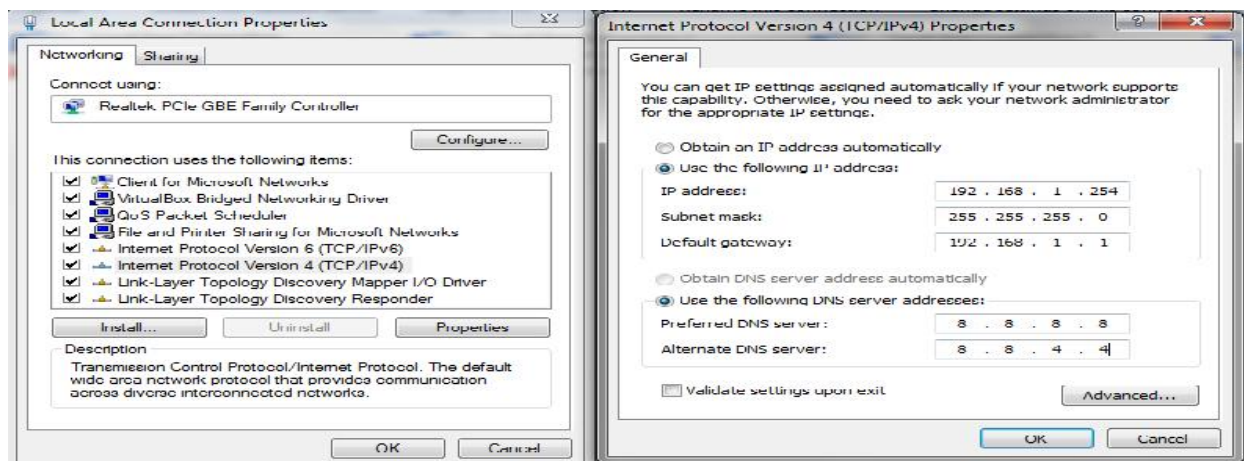 Local Area Connection Properties
Networking
Sharing
Connect using:
Realtek PCIe GBE Family Controller
Configure...
This connection uses the following items:
Client for Microsoft Networks
VirtualBox Bridged Networking Driver
QoS Packet Scheduler
File and Printer Sharing for Microsoft Networks
Internet Protocol Version 6 (TCP/IPv6)
Internet Protocol Version 4 (TCP/IPv4)
Link-Layer Topology Discovery Mapper I/O Driver
Link-Layer Topology Discovery Responder
Install...
Uninstall
Properties
Description
Transmission Control Protocol/Internet Protocol. The default
wide area network protocol that provides communication
across diverse interconnected networks.
OK
Cancel
Internet Protocol Version 4 (TCP/IPv4) Properties
General
You can get IP settings assigned automatically if your network supports
this capability. Otherwise, you need to ask your network administrator
for the appropriate IP settings.
Obtain an IP address automatically
Use the following IP address:
IP address: 192 . 168 . 1 . 254
Subnet mask: 255 . 255 . 255 . 0
Default gateway: 192 . 168 . 1 . 1
Obtain DNS server address automatically
Use the following DNS server addresses:
Preferred DNS server: 8 . 8 . 8 . 8
Alternate DNS server: 8 . 8 . 4 . 4
Validate settings upon exit
Advanced...
OK
Cancel